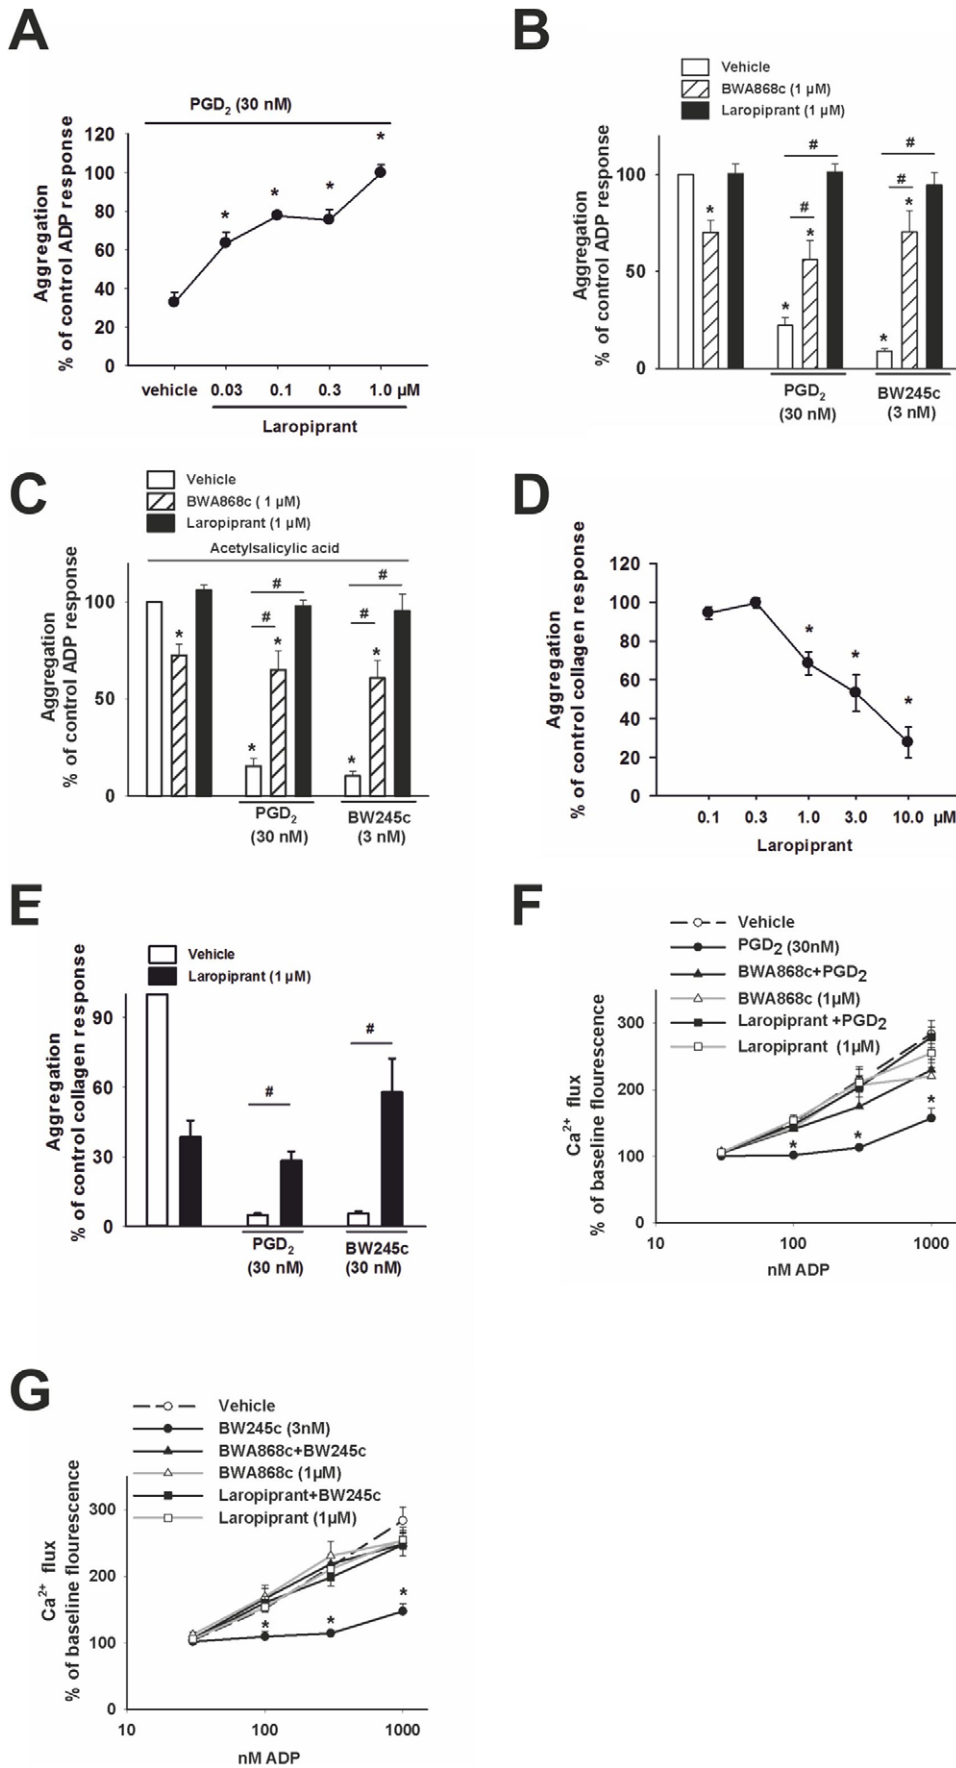 A
PGD2 (30 nM)
Aggregation
% of control ADP response
120
100
80
60
40
20
0
*
*
*
*
vehicle 0.03 0.1 0.3 1.0 µM
Laropiprant
B
Vehicle
BWA868c (1 µM)
Laropiprant (1 µM)
Aggregation
% of control ADP response
100
50
0
*
*
#
#
*
*
#
#
*
PGD2
(30 nM)
BW245c
(3 nM)
C
Vehicle
BWA868c ( 1 µM)
Laropiprant (1 µM)
Acetylsalicylic acid
Aggregation
% of control ADP response
100
50
0
*
*
#
#
*
*
#
#
*
PGD2
(30 nM)
BW245c
(3 nM)
D
Aggregation
% of control collagen response
120
100
80
60
40
20
0
*
*
*
0.1 0.3 1.0 3.0 10.0 µM
Laropiprant
E
Vehicle
Laropiprant (1 µM)
Aggregation
% of control collagen response
90
60
30
0
#
#
PGD2
(30 nM)
BW245c
(30 nM)
F
Vehicle
PGD2 (30nM)
BWA868c+PGD2
BWA868c (1µM)
Laropiprant +PGD2
Laropiprant (1µM)
Ca2+ flux
% of baseline flourescence
300
200
100
0
*
*
*
10 100 1000
nM ADP
G
Vehicle
BW245c (3nM)
BWA868c+BW245c
BWA868c (1µM)
Laropiprant+BW245c
Laropiprant (1µM)
Ca2+ flux
% of baseline flourescence
300
200
100
0
*
*
*
10 100 1000
nM ADP